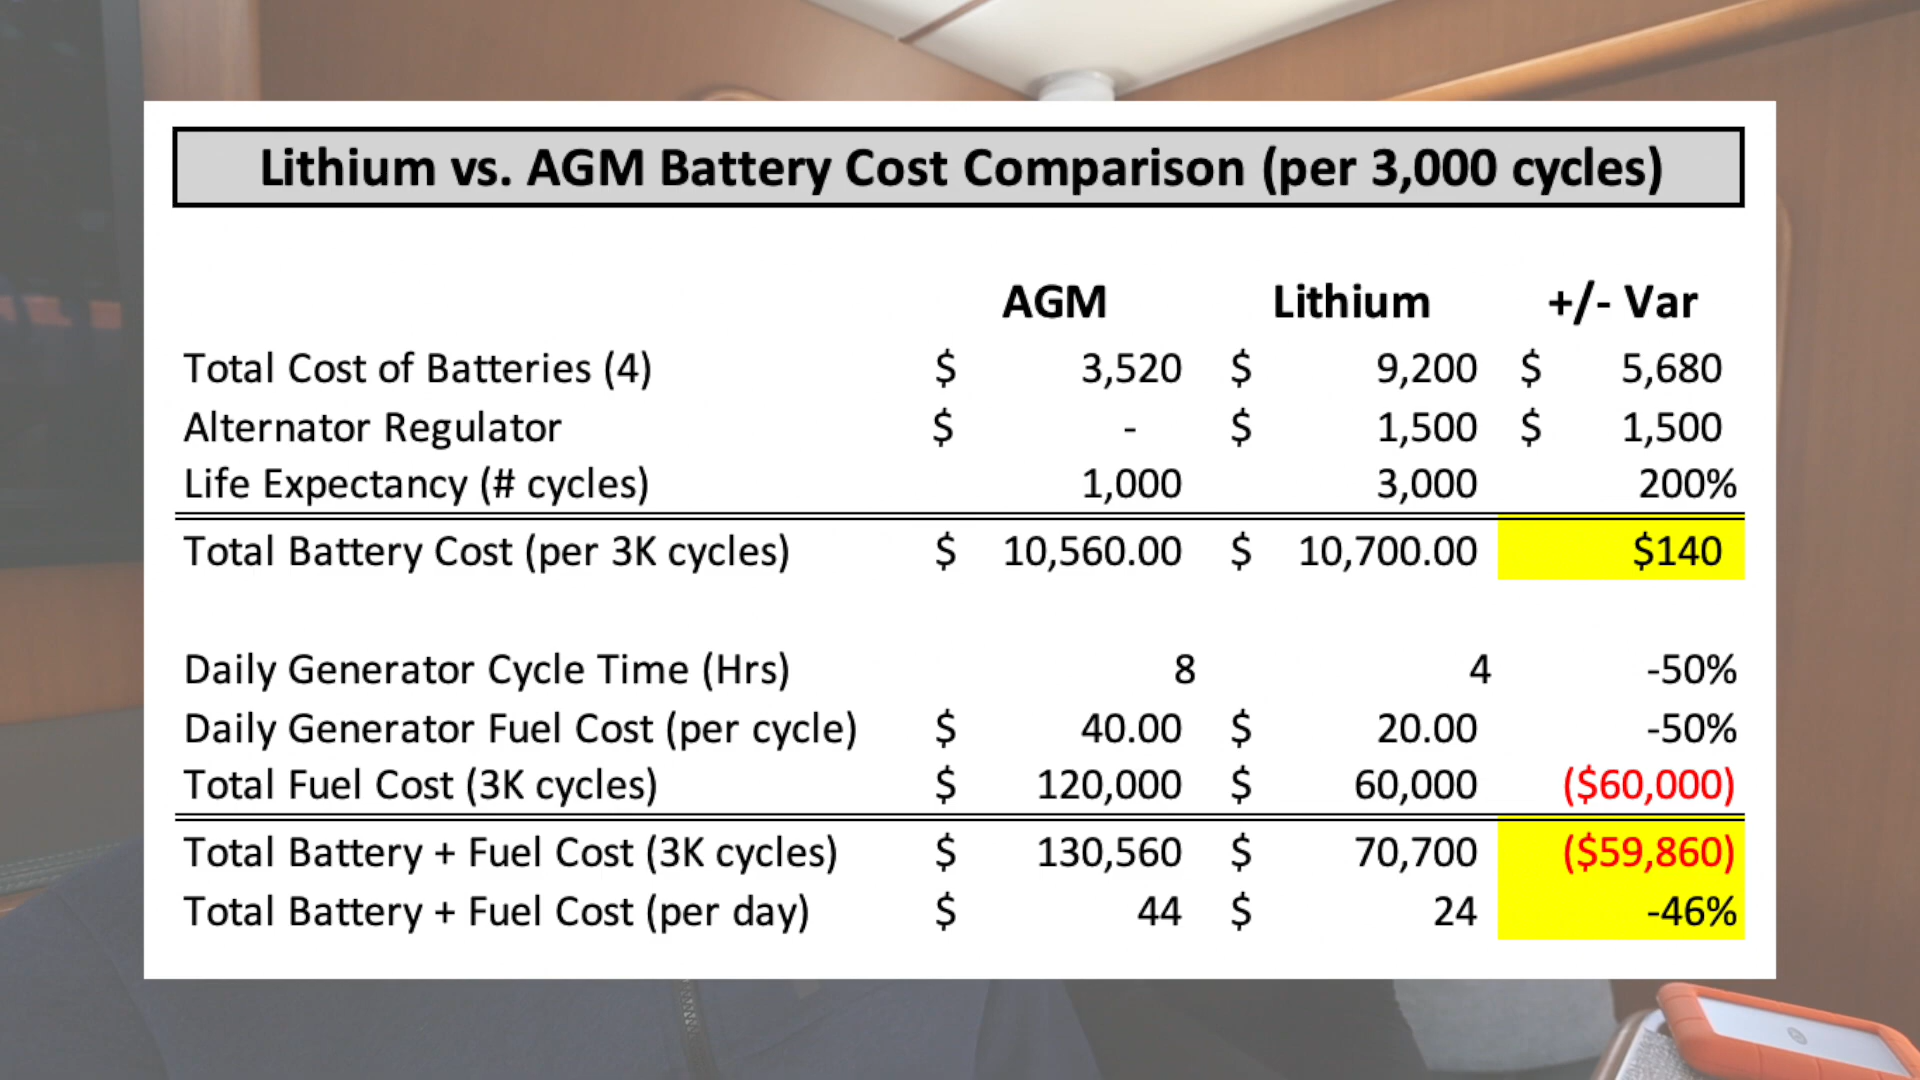 Lithium vs. AGM Battery Cost Comparison (per 3,000 cycles)
AGM Lithium +/- Var
Total Cost of Batteries (4) $ 3,520 $ 9,200 $ 5,680
Alternator Regulator $ - $ 1,500 $ 1,500
Life Expectancy (# cycles) 1,000 3,000 200%
Total Battery Cost (per 3K cycles) $ 10,560.00 $ 10,700.00 $140
Daily Generator Cycle Time (Hrs) 8 4 -50%
Daily Generator Fuel Cost (per cycle) $ 40.00 $ 20.00 -50%
Total Fuel Cost (3K cycles) $ 120,000 $ 60,000 ($60,000)
Total Battery + Fuel Cost (3K cycles) $ 130,560 $ 70,700 ($59,860)
Total Battery + Fuel Cost (per day) $ 44 $ 24 -46%